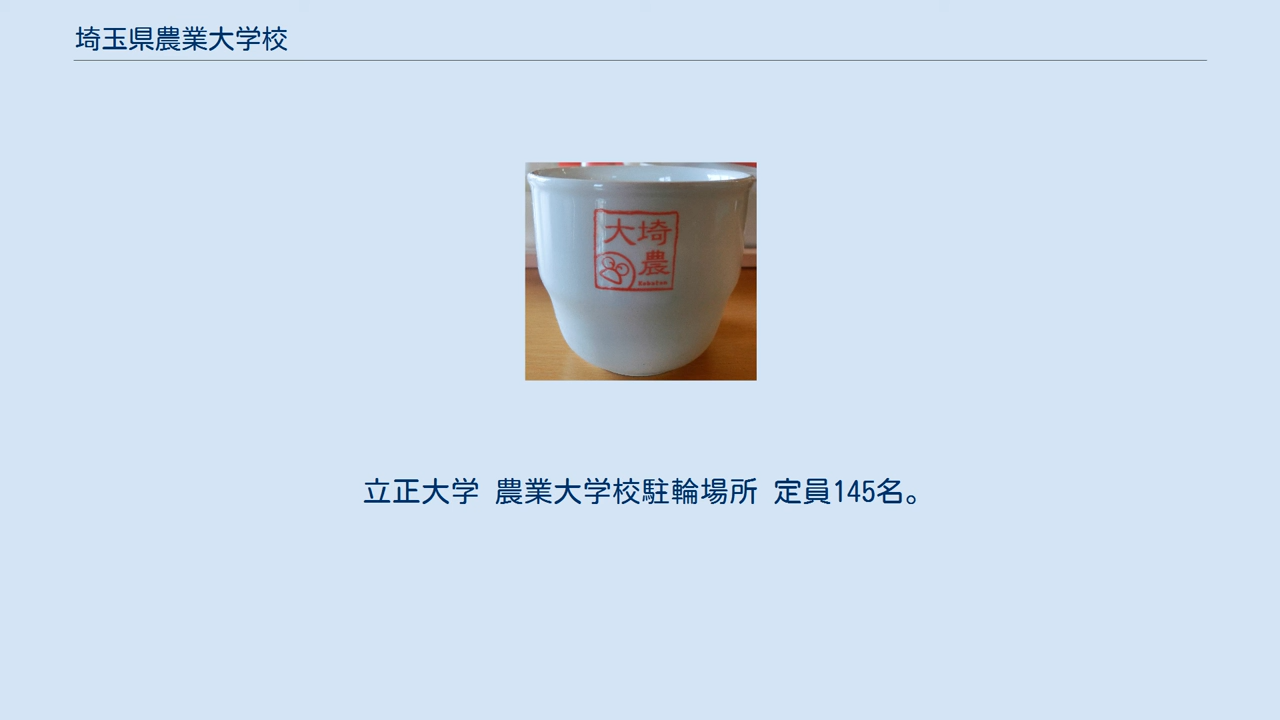 埼玉県農業大学校
埼農
大
立正大学 農業大学校駐輪場所 定員145名。